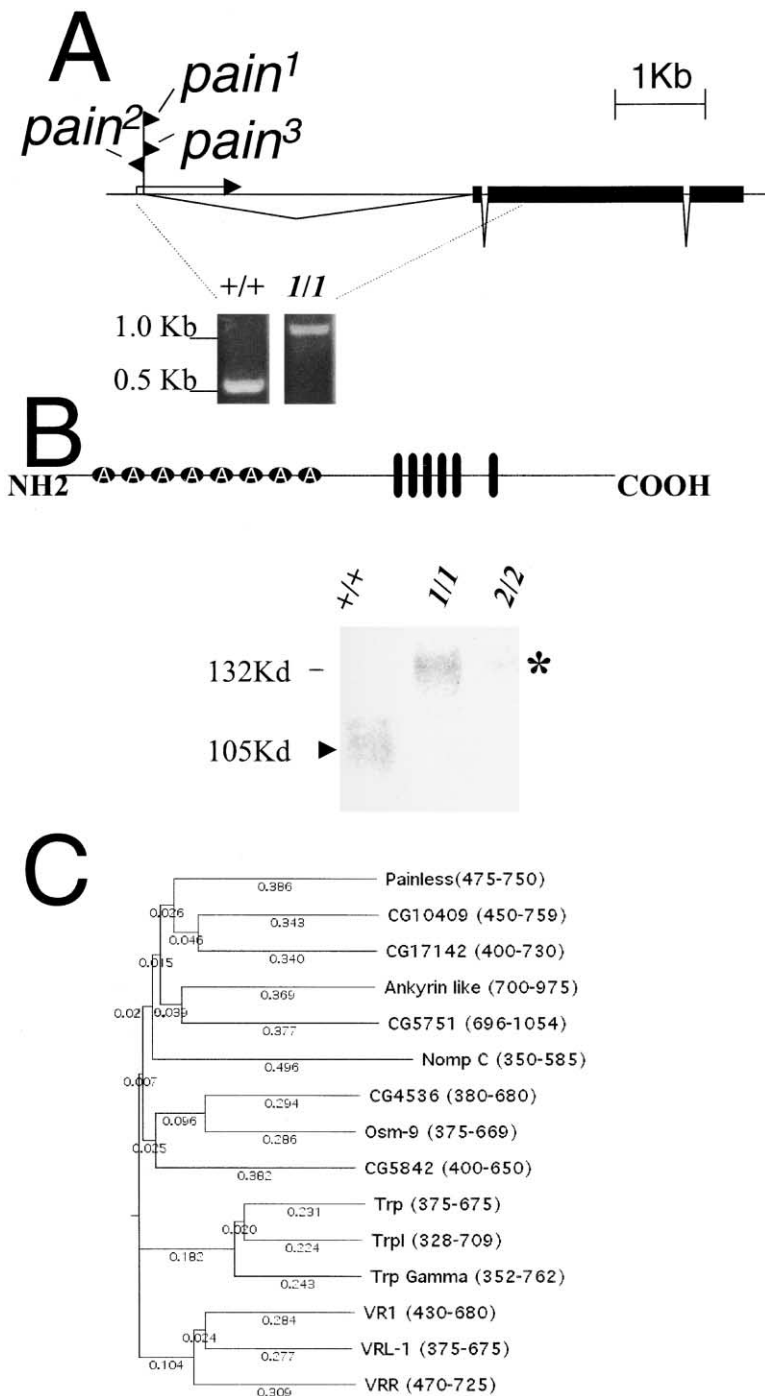 A
pain¹
1Kb
pain²
pain³
+/+ 1/1
1.0 Kb
0.5 Kb
B
NH2 A A A A A A A A COOH
+/+ 1/1 2/2
132Kd *
105Kd
C
Painless(475-750)
0.386
0.026
CG10409 (450-759)
0.343
0.046
CG17142 (400-730)
0.340
0.015
Ankyrin like (700-975)
0.369
0.039
CG5751 (696-1054)
0.377
0.02
Nomp C (350-585)
0.496
0.007
CG4536 (380-680)
0.294
0.096
Osm-9 (375-669)
0.286
0.025
CG5842 (400-650)
0.382
Trp (375-675)
0.231
0.020
Trpl (328-709)
0.224
0.182
Trp Gamma (352-762)
0.243
VR1 (430-680)
0.284
0.024
VRL-1 (375-675)
0.277
0.104
VRR (470-725)
0.309